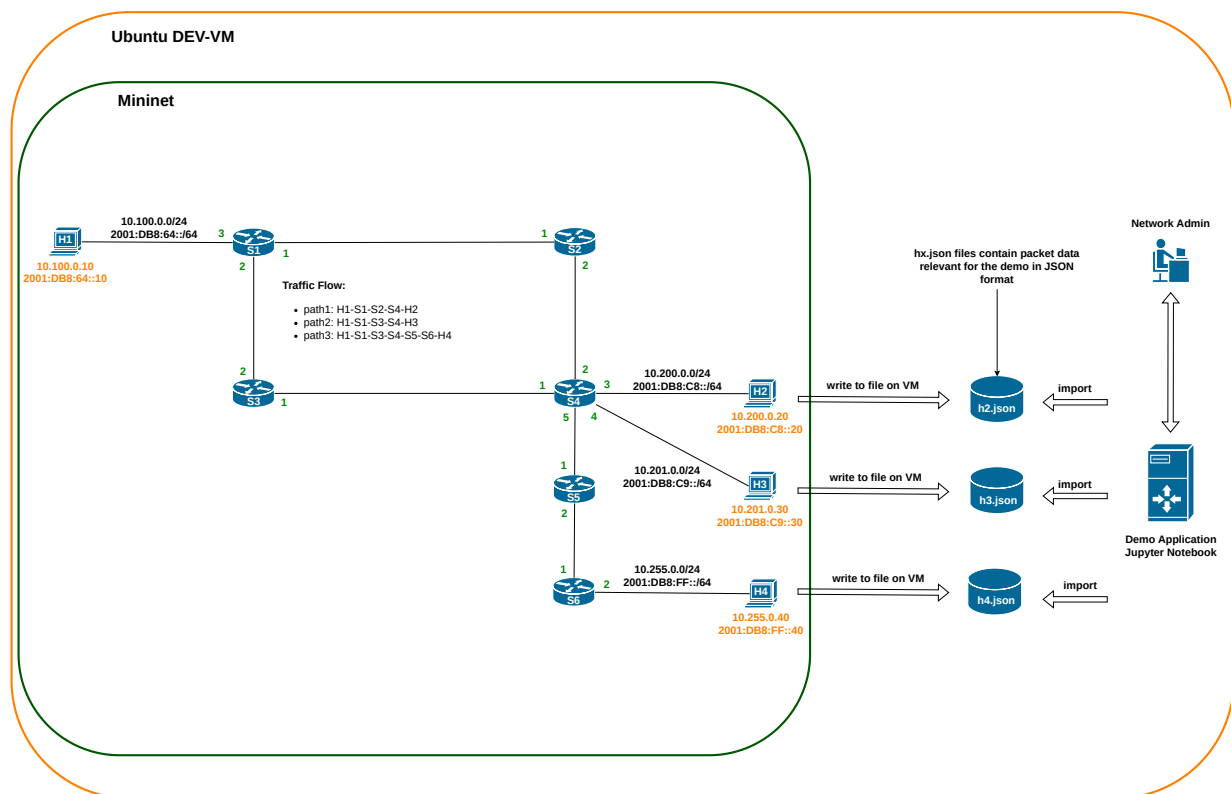 Ubuntu DEV-VM
Mininet
10.100.0.0/24
2001:DB8:64::/64
H1
10.100.0.10
2001:DB8:64::10
3
S1
1
2
1
S2
2
Traffic Flow:
• path1: H1-S1-S2-S4-H2
• path2: H1-S1-S3-S4-H3
• path3: H1-S1-S3-S4-S5-S6-H4
2
S3
1
2
1
S4
3
5
4
10.200.0.0/24
2001:DB8:C8::/64
H2
10.200.0.20
2001:DB8:C8::20
1
S5
2
10.201.0.0/24
2001:DB8:C9::/64
H3
10.201.0.30
2001:DB8:C9::30
1
S6
2
10.255.0.0/24
2001:DB8:FF::/64
H4
10.255.0.40
2001:DB8:FF::40
write to file on VM
write to file on VM
write to file on VM
hx.json files contain packet data
relevant for the demo in JSON
format
h2.json
h3.json
h4.json
import
import
import
Network Admin
Demo Application
Jupyter Notebook